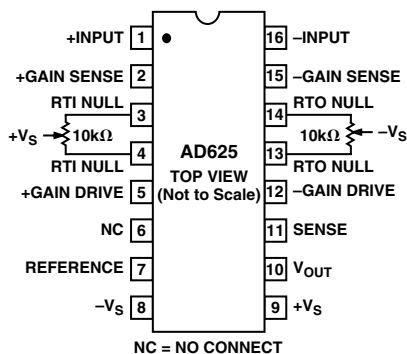 +INPUT 1 16 –INPUT
+GAIN SENSE 2 15 –GAIN SENSE
RTI NULL 3 14 RTO NULL
+VS 10kΩ 10kΩ –VS
RTI NULL 4 13 RTO NULL
AD625
TOP VIEW
(Not to Scale)
+GAIN DRIVE 5 12 –GAIN DRIVE
NC 6 11 SENSE
REFERENCE 7 10 VOUT
–VS 8 9 +VS
NC = NO CONNECT